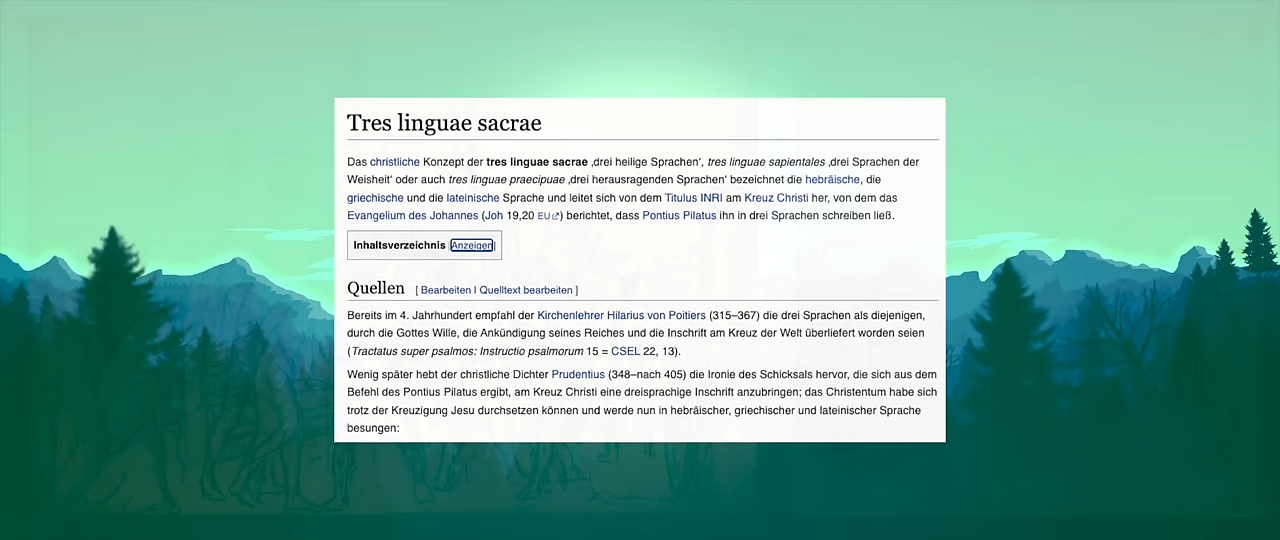 Tres linguae sacrae
Das christliche Konzept der tres linguae sacrae ‚drei heilige Sprachen‘, tres linguae sapientales ‚drei Sprachen der
Weisheit‘ oder auch tres linguae praecipuae ‚drei herausragenden Sprachen‘ bezeichnet die hebräische, die
griechische und die lateinische Sprache und leitet sich von dem Titulus INRI am Kreuz Christi her, von dem das
Evangelium des Johannes (Joh 19,20 EU) berichtet, dass Pontius Pilatus ihn in drei Sprachen schreiben ließ.
Inhaltsverzeichnis [Anzeigen]
Quellen [ Bearbeiten | Quelltext bearbeiten ]
Bereits im 4. Jahrhundert empfahl der Kirchenlehrer Hilarius von Poitiers (315–367) die drei Sprachen als diejenigen,
durch die Gottes Wille, die Ankündigung seines Reiches und die Inschrift am Kreuz der Welt überliefert worden seien
(Tractatus super psalmos: Instructio psalmorum 15 = CSEL 22, 13).
Wenig später hebt der christliche Dichter Prudentius (348–nach 405) die Ironie des Schicksals hervor, die sich aus dem
Befehl des Pontius Pilatus ergibt, am Kreuz Christi eine dreisprachige Inschrift anzubringen; das Christentum habe sich
trotz der Kreuzigung Jesu durchsetzen können und werde nun in hebräischer, griechischer und lateinischer Sprache
besungen: